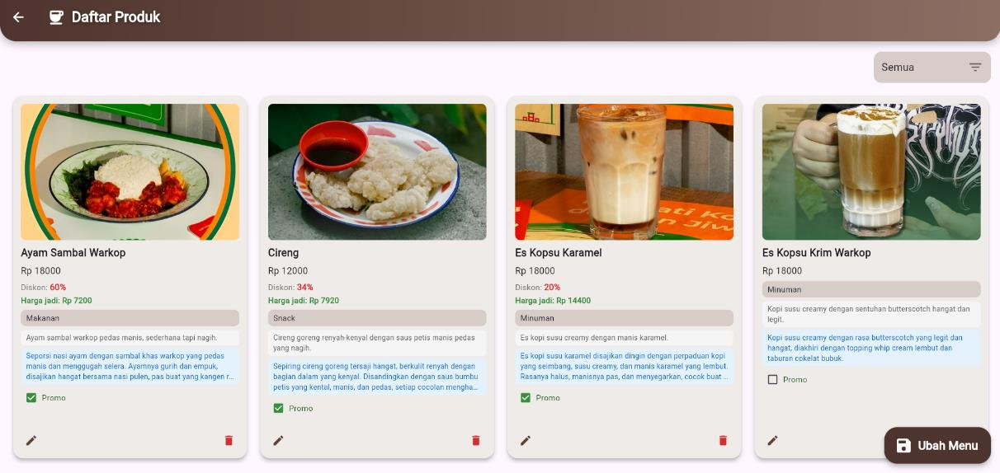 Daftar Produk
Semua
Ayam Sambal Warkop
Rp 18000
Diskon: 60%
Harga jadi: Rp 7200
Makanan
Ayam sambal warkop pedas manis, sederhana tapi nagih.
Seporsi nasi ayam dengan sambal khas warkop yang pedas
manis dan menggugah selera. Ayamnya gurih dan empuk,
disajikan hangat bersama nasi pulen, pas buat yang kangen r...
Promo
Cireng
Rp 12000
Diskon: 34%
Harga jadi: Rp 7920
Snack
Cireng goreng renyah-kenyal dengan saus petis manis pedas
yang nagih.
Sepiring cireng goreng tersaji hangat, berkulit renyah dengan
bagian dalam yang kenyal. Disandingkan dengan saus bumbu
petis yang kental, manis, dan pedas, setiap cocolan mengha...
Promo
Es Kopsu Karamel
Rp 18000
Diskon: 20%
Harga jadi: Rp 14400
Minuman
Es kopi susu creamy dengan manis karamel.
Es kopi susu karamel disajikan dingin dengan perpaduan kopi
yang seimbang, susu creamy, dan manis karamel yang lembut.
Rasanya halus, manisnya pas, dan menyegarkan, cocok buat ...
Promo
Es Kopsu Krim Warkop
Rp 18000
Minuman
Kopi susu creamy dengan sentuhan butterscotch hangat dan
legit.
Kopi susu creamy dengan rasa butterscotch yang legit dan
hangat, diakhiri dengan topping whip cream lembut dan
taburan cokelat bubuk.
Promo
Ubah Menu